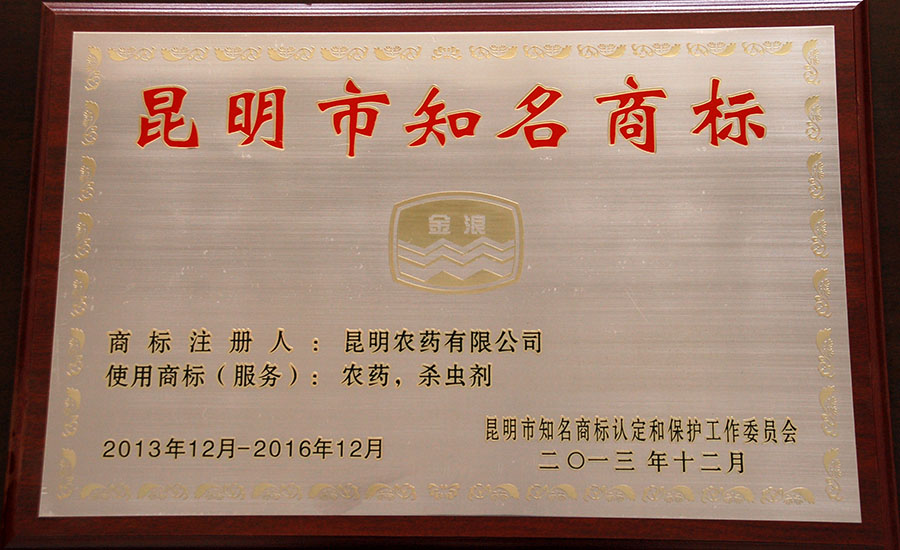 昆明市知名商标
金浪
商标注册人：昆明农药有限公司
使用商标（服务）：农药，杀虫剂
2013年12月-2016年12月
昆明市知名商标认定和保护工作委员会
二〇一三年十二月